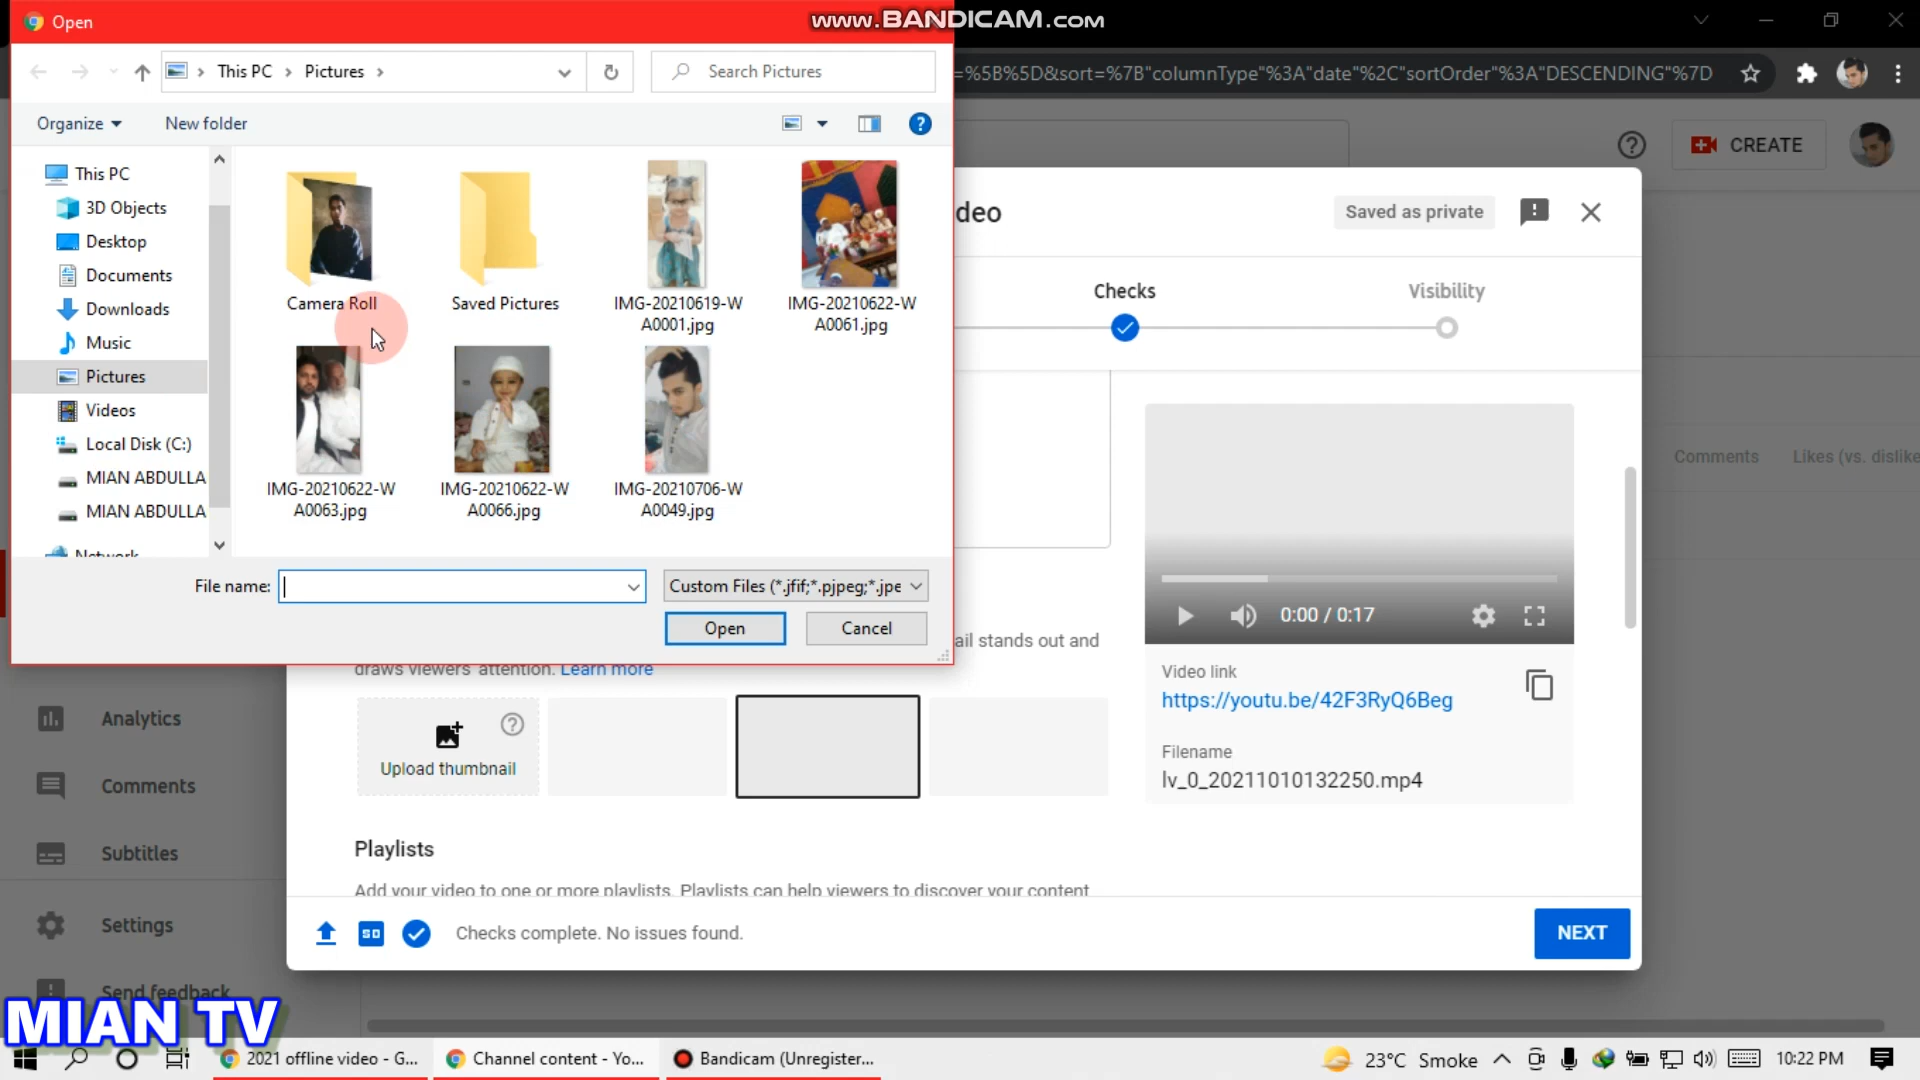 Open
www.BANDICAM.com
This PC
Pictures
Search Pictures
=%5B%5D&sort=%7B"columnType"%3A"date"%2C"sortOrder"%3A"DESCENDING"%7D
Organize
New folder
CREATE
This PC
3D Objects
Desktop
Documents
Downloads
Music
Pictures
Videos
Local Disk (C:)
MIAN ABDULLA
MIAN ABDULLA
Network
Camera Roll
Saved Pictures
IMG-20210619-W
A0001.jpg
IMG-20210622-W
A0061.jpg
IMG-20210622-W
A0063.jpg
IMG-20210622-W
A0066.jpg
IMG-20210706-W
A0049.jpg
File name:
Custom Files (*.jfif;*.pjpeg;*.jpe
Open
Cancel
deo
Saved as private
Checks
Visibility
Comments
Likes (vs. dislike
0:00 / 0:17
ail stands out and
draws viewers' attention. Learn more
Upload thumbnail
Video link
https://youtu.be/42F3RyQ6Beg
Filename
lv_0_20211010132250.mp4
Playlists
Add your video to one or more playlists. Playlists can help viewers to discover your content
Analytics
Comments
Subtitles
Settings
Send feedback
SD
Checks complete. No issues found.
NEXT
MIAN TV
2021 offline video - G...
Channel content - Yo...
Bandicam (Unregister...
23°C Smoke
10:22 PM